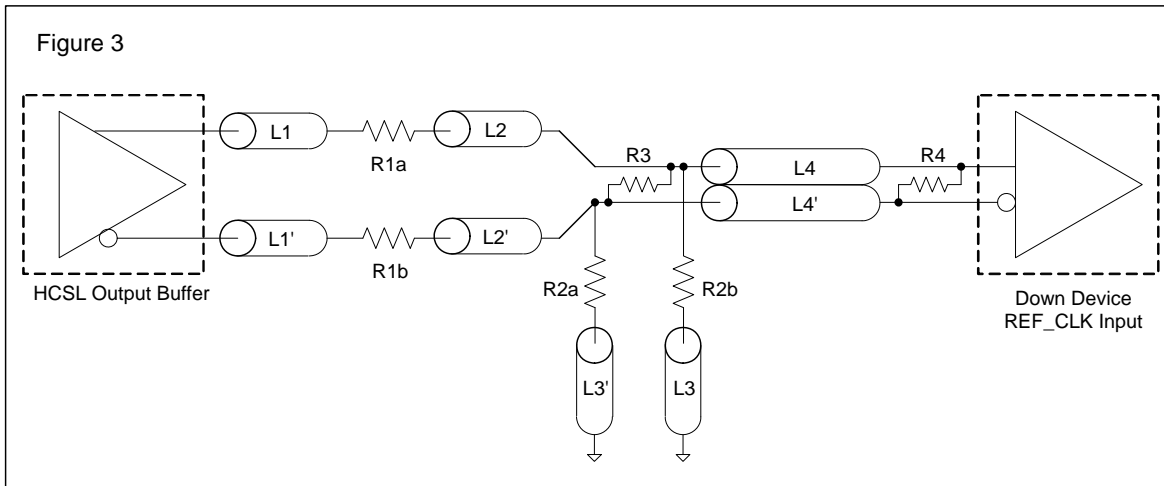 Figure 3
L1
R1a
L2
R3
L4
R4
L4'
L1'
R1b
L2'
HCSL Output Buffer
R2a
R2b
Down Device
REF_CLK Input
L3'
L3